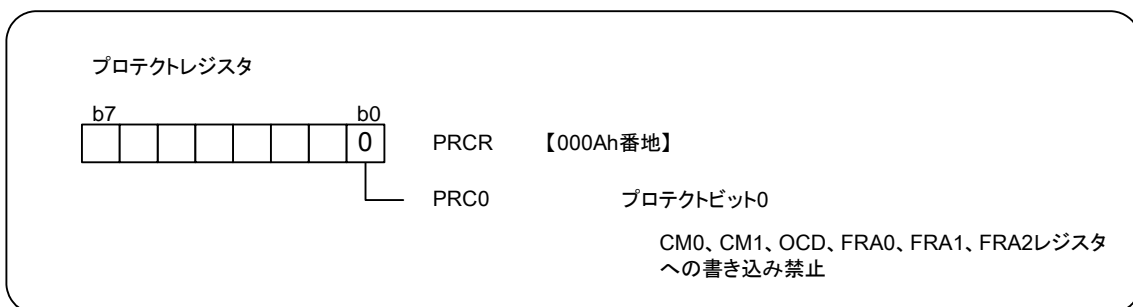 プロテクトレジスタ
b7 b0
0 PRCR 【000Ah番地】
PRC0 プロテクトビット0
CM0、CM1、OCD、FRA0、FRA1、FRA2レジスタ
への書き込み禁止